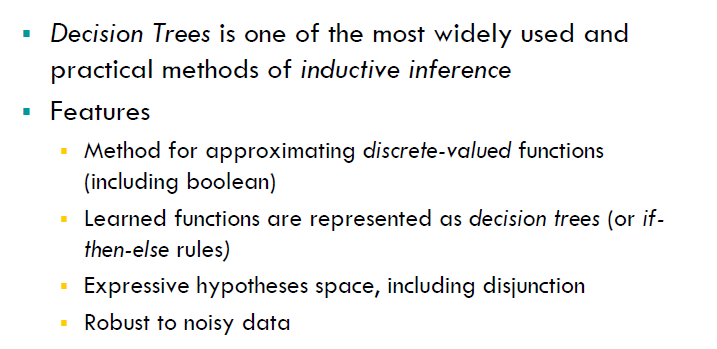 ▪ Decision Trees is one of the most widely used and
practical methods of inductive inference
▪ Features
▪ Method for approximating discrete-valued functions
(including boolean)
▪ Learned functions are represented as decision trees (or if-
then-else rules)
▪ Expressive hypotheses space, including disjunction
▪ Robust to noisy data